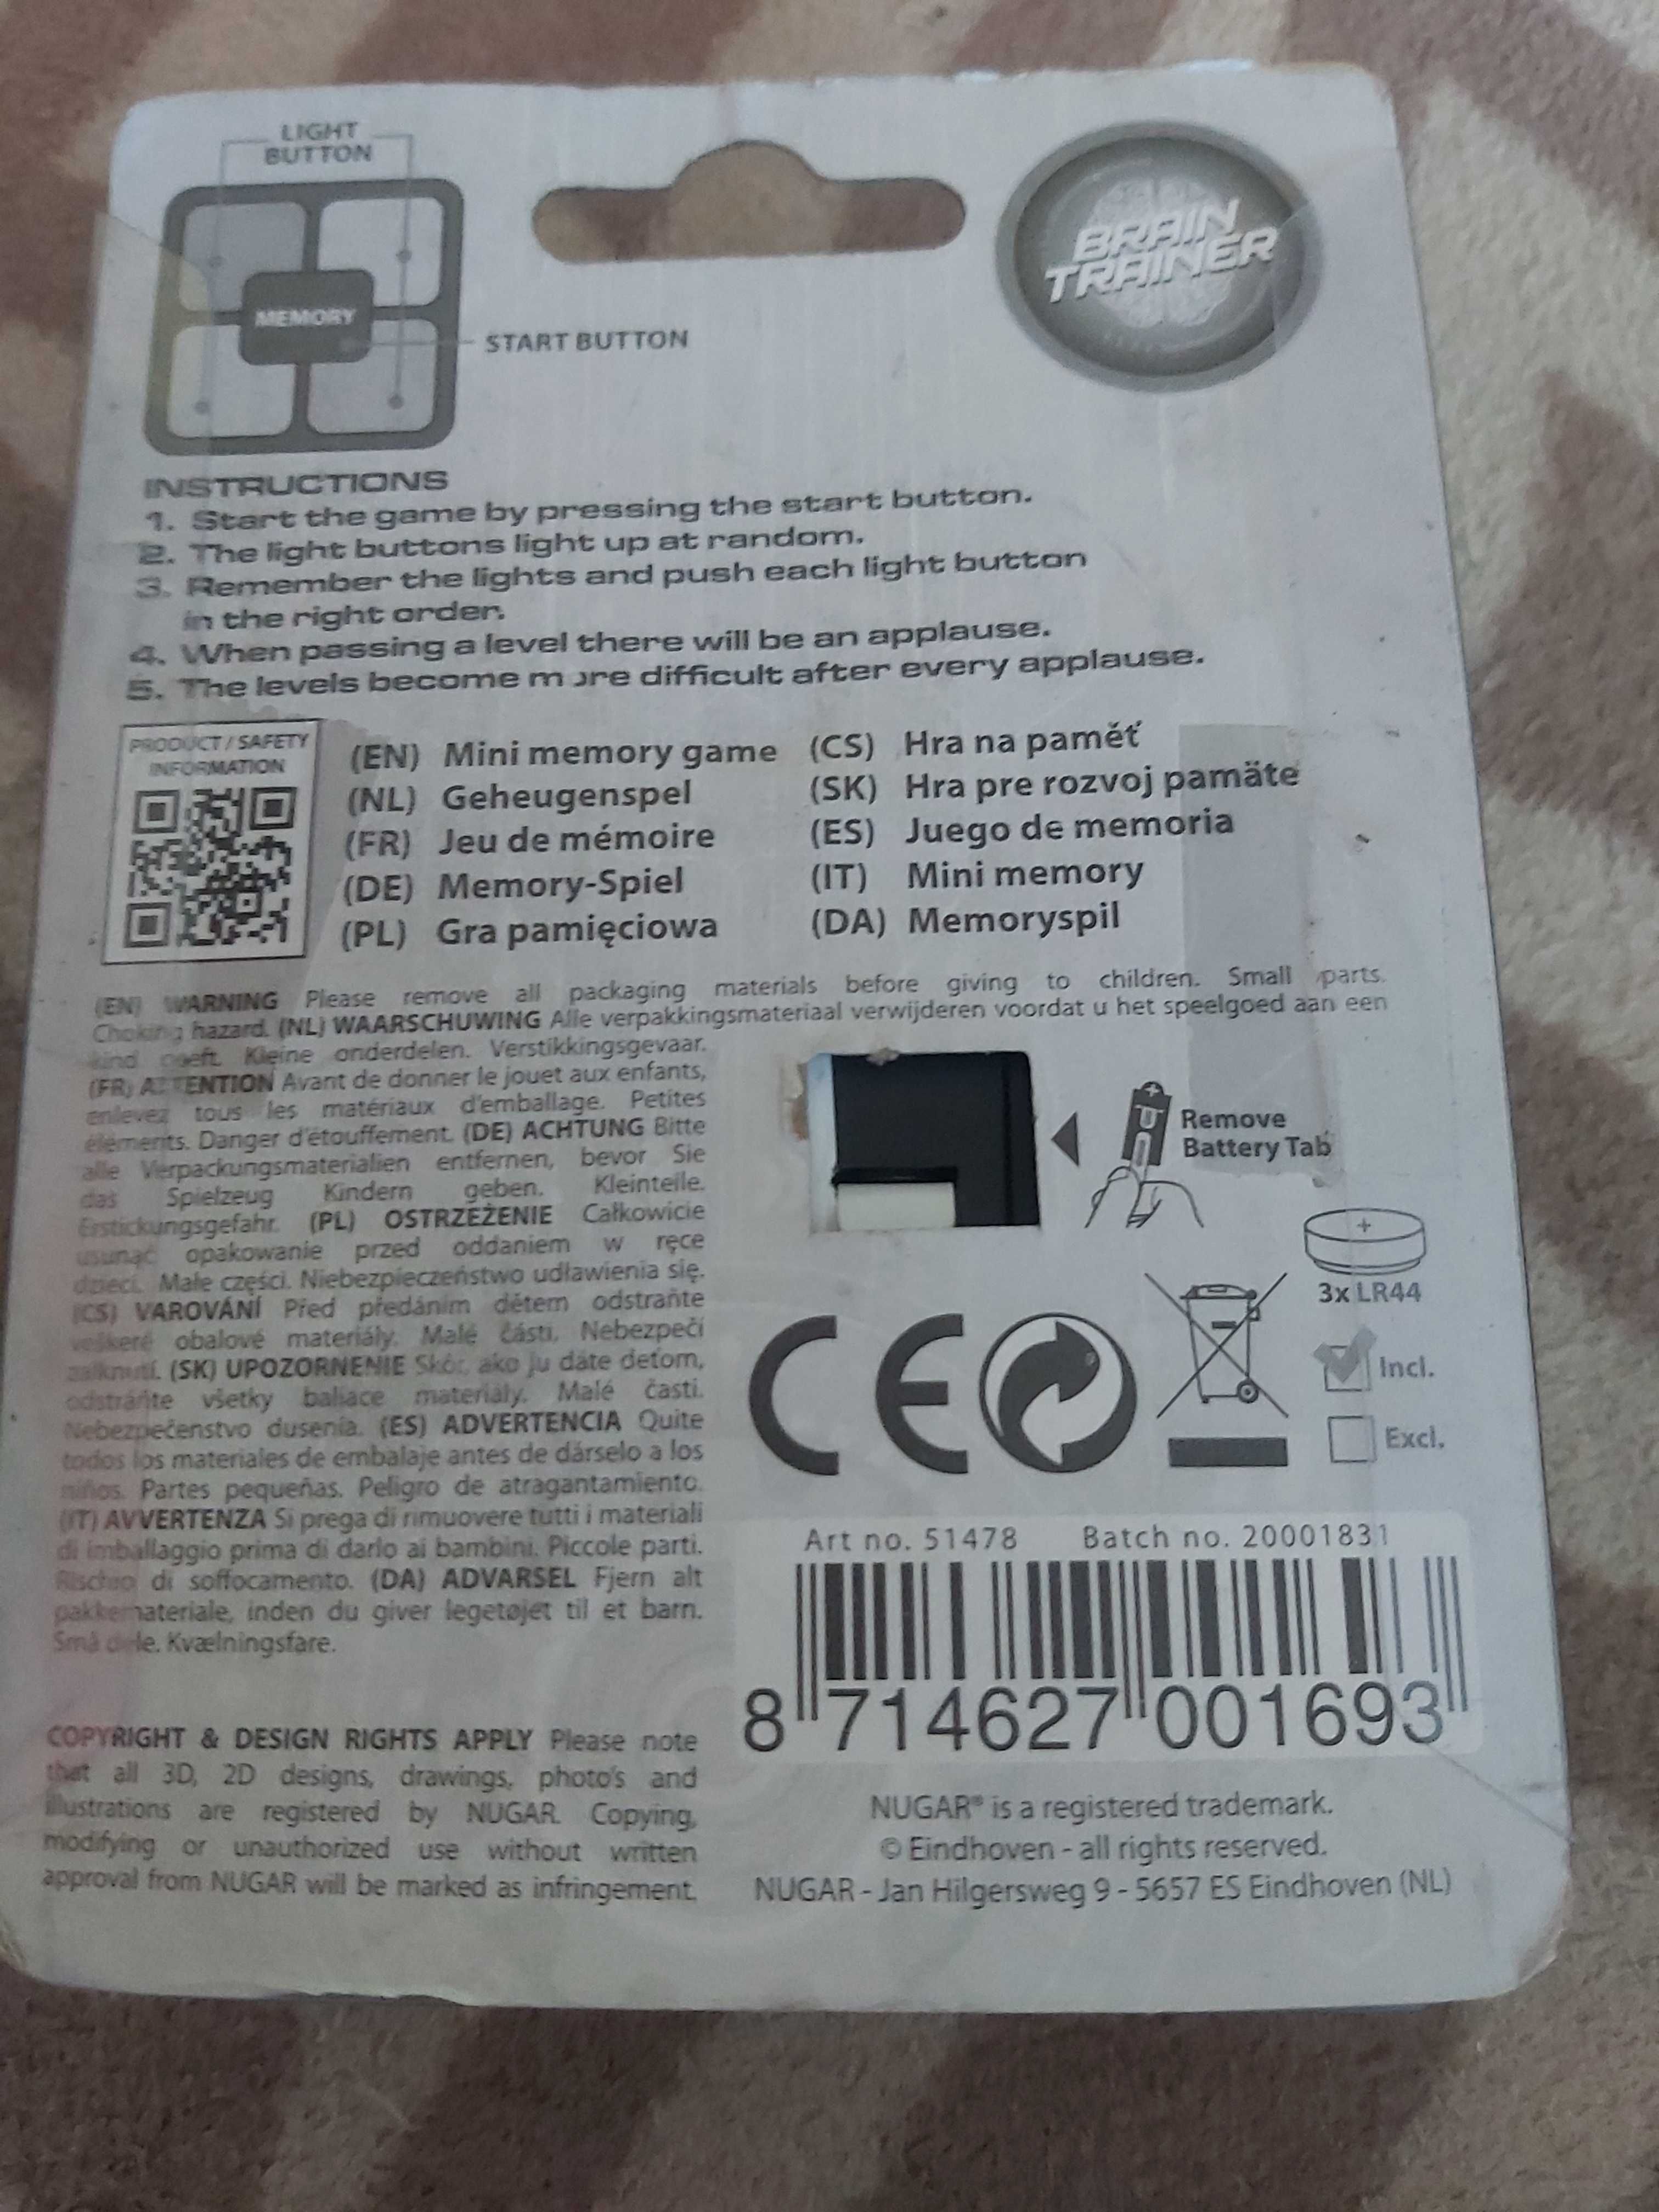 LIGHT
BUTTON
MEMORY
START BUTTON
BRAIN
TRAINER
INSTRUCTIONS
1. Start the game by pressing the start button.
2. The light buttons light up at random.
3. Remember the lights and push each light button
in the right order.
4. When passing a level there will be an applause.
5. The levels become more difficult after every applause.
PRODUCT / SAFETY
INFORMATION
(EN) Mini memory game
(NL) Geheugenspel
(FR) Jeu de mémoire
(DE) Memory-Spiel
(PL) Gra pamięciowa
(CS) Hra na paměť
(SK) Hra pre rozvoj pamäte
(ES) Juego de memoria
(IT) Mini memory
(DA) Memoryspil
(EN) WARNING Please remove all packaging materials before giving to children. Small parts.
Choking hazard. (NL) WAARSCHUWING Alle verpakkingsmateriaal verwijderen voordat u het speelgoed aan een
kind geeft. Kleine onderdelen. Verstikkingsgevaar.
(FR) ATTENTION Avant de donner le jouet aux enfants,
enlevez tous les matériaux d'emballage. Petites
éléments. Danger d'étouffement. (DE) ACHTUNG Bitte
alle Verpackungsmaterialien entfernen, bevor Sie
das Spielzeug Kindern geben. Kleinteile.
Erstickungsgefahr. (PL) OSTRZEŻENIE Całkowicie
usunąć opakowanie przed oddaniem w ręce
dzieci. Małe części. Niebezpieczeństwo udławienia się.
(CS) VAROVÁNÍ Před předáním dětem odstraňte
veškeré obalové materiály. Malé části. Nebezpečí
zalknutí. (SK) UPOZORNENIE Skôr, ako ju dáte deťom,
odstráňte všetky baliace materiály. Malé časti.
Nebezpečenstvo dusenia. (ES) ADVERTENCIA Quite
todos los materiales de embalaje antes de dárselo a los
niños. Partes pequeñas. Peligro de atragantamiento.
(IT) AVVERTENZA Si prega di rimuovere tutti i materiali
di imballaggio prima di darlo ai bambini. Piccole parti.
Rischio di soffocamento. (DA) ADVARSEL Fjern alt
pakkemateriale, inden du giver legetøjet til et barn.
Små dele. Kvælningsfare.
Remove
Battery Tab
3x LR44
Incl.
Excl.
CE
Art no. 51478 Batch no. 20001831
8 714627 001693
COPYRIGHT & DESIGN RIGHTS APPLY Please note
that all 3D, 2D designs, drawings, photo's and
illustrations are registered by NUGAR. Copying,
modifying or unauthorized use without written
approval from NUGAR will be marked as infringement.
NUGAR® is a registered trademark.
© Eindhoven - all rights reserved.
NUGAR - Jan Hilgersweg 9 - 5657 ES Eindhoven (NL)